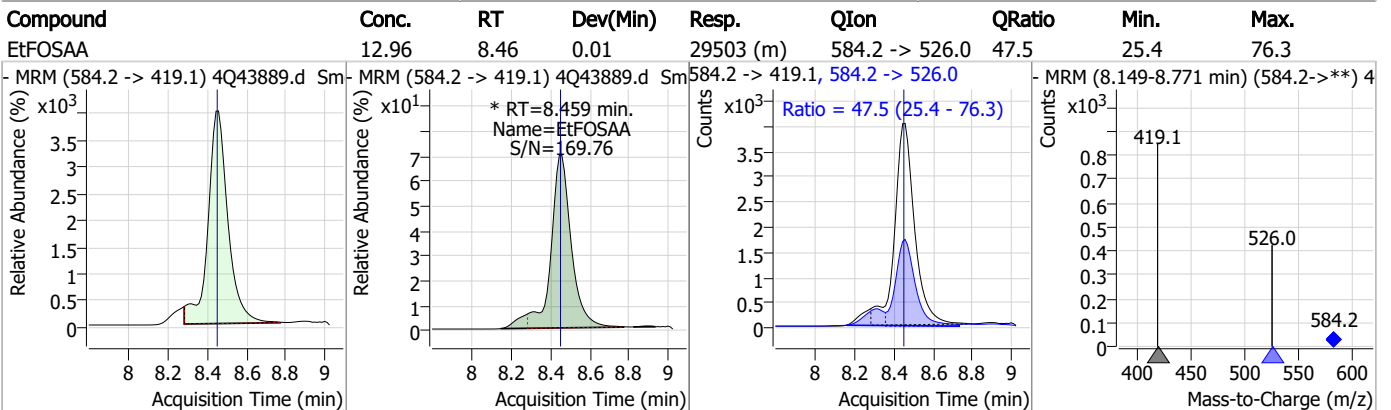 Compound Conc. RT Dev(Min) Resp. QIon QRatio Min. Max.
EtFOSAA 12.96 8.46 0.01 29503 (m) 584.2 -> 526.0 47.5 25.4 76.3
- MRM (584.2 -> 419.1) 4Q43889.d Sm
x10³
Relative Abundance (%)
3.5
3
2.5
2
1.5
1
0.5
0
8 8.2 8.4 8.6 8.8 9
Acquisition Time (min)
- MRM (584.2 -> 419.1) 4Q43889.d Sm
x10¹
* RT=8.459 min.
Name=EtFOSAA
S/N=169.76
Relative Abundance (%)
7
6
5
4
3
2
1
0
8 8.2 8.4 8.6 8.8 9
Acquisition Time (min)
584.2 -> 419.1, 584.2 -> 526.0
x10³
Ratio = 47.5 (25.4 - 76.3)
Counts
3.5
3
2.5
2
1.5
1
0.5
0
8 8.2 8.4 8.6 8.8 9
Acquisition Time (min)
- MRM (8.149-8.771 min) (584.2->**) 4
x10³
Counts
419.1
526.0
584.2
0.8
0.7
0.6
0.5
0.4
0.3
0.2
0.1
0
400 450 500 550 600
Mass-to-Charge (m/z)